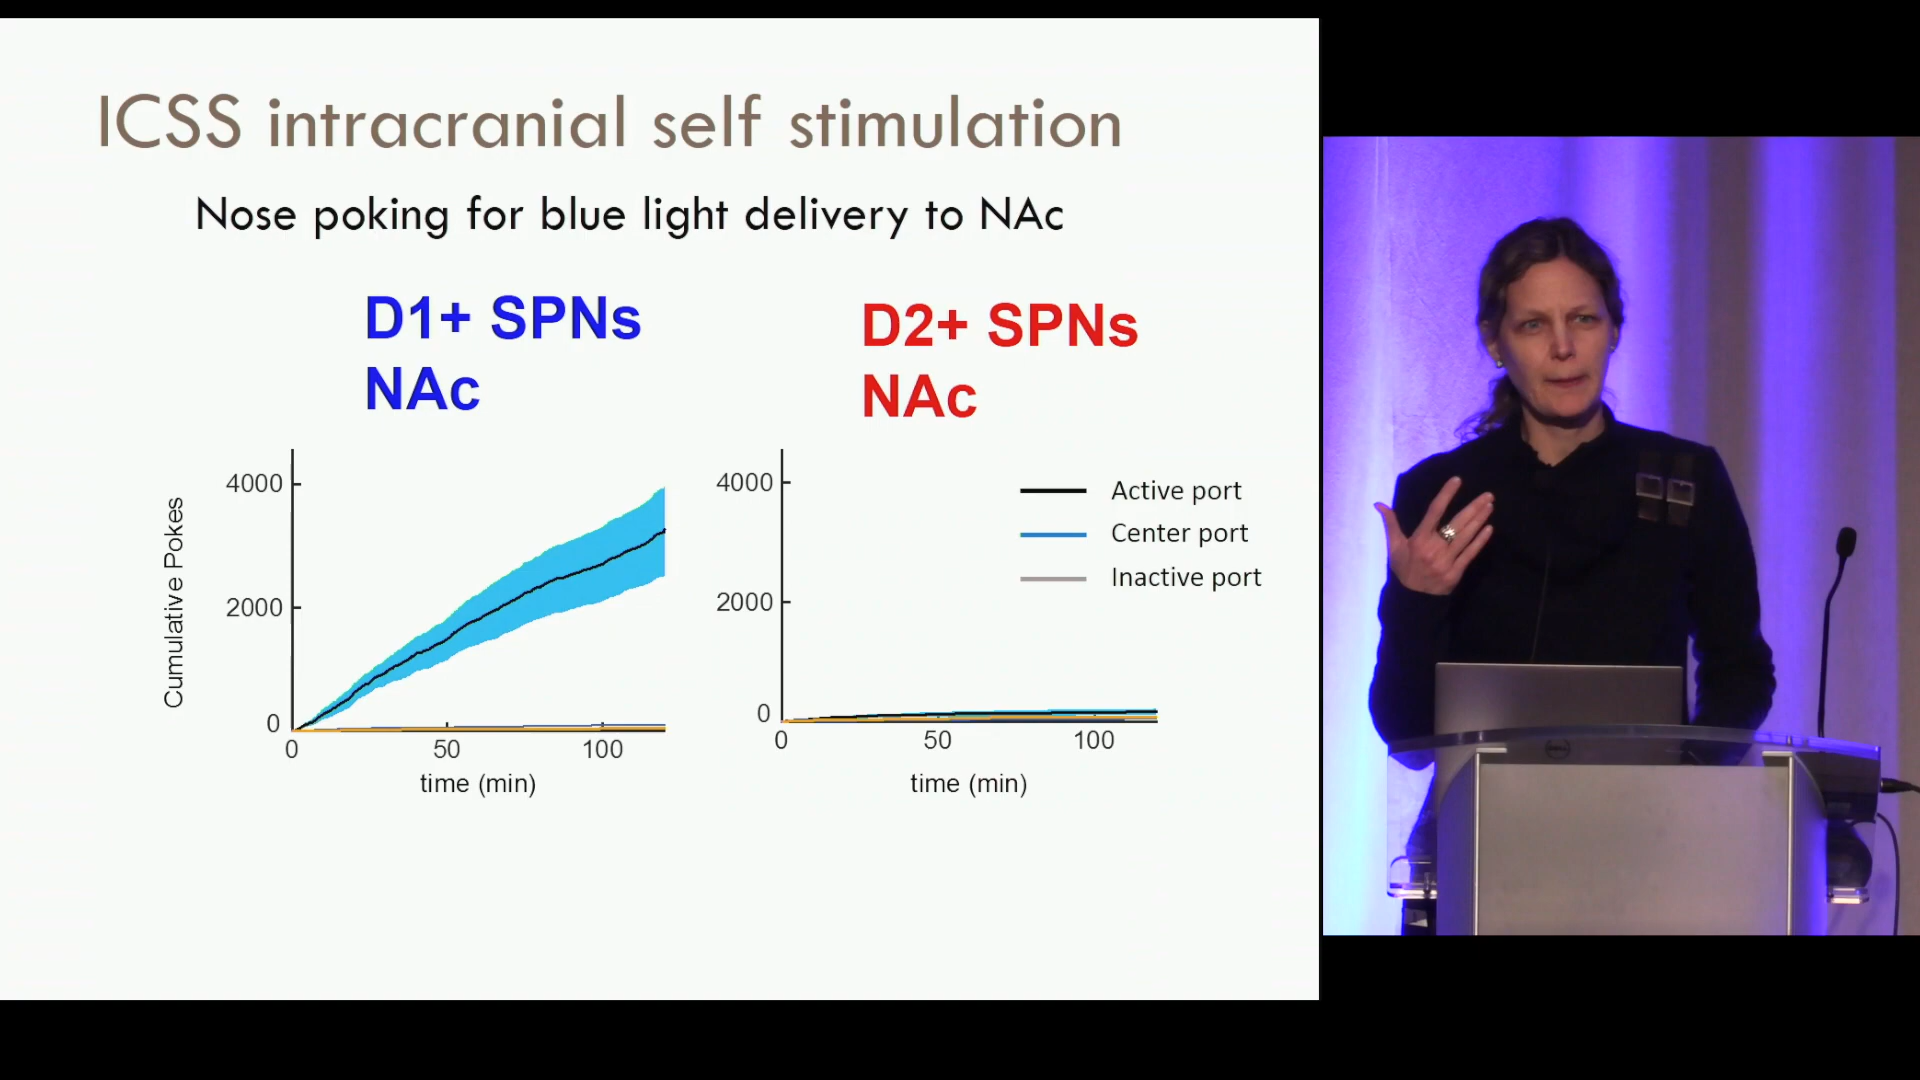 ICSS intracranial self stimulation
Nose poking for blue light delivery to NAc
D1+ SPNs
NAc
D2+ SPNs
NAc
Cumulative Pokes
4000
2000
0
0
50
100
time (min)
4000
2000
0
0
50
100
time (min)
Active port
Center port
Inactive port
DELL